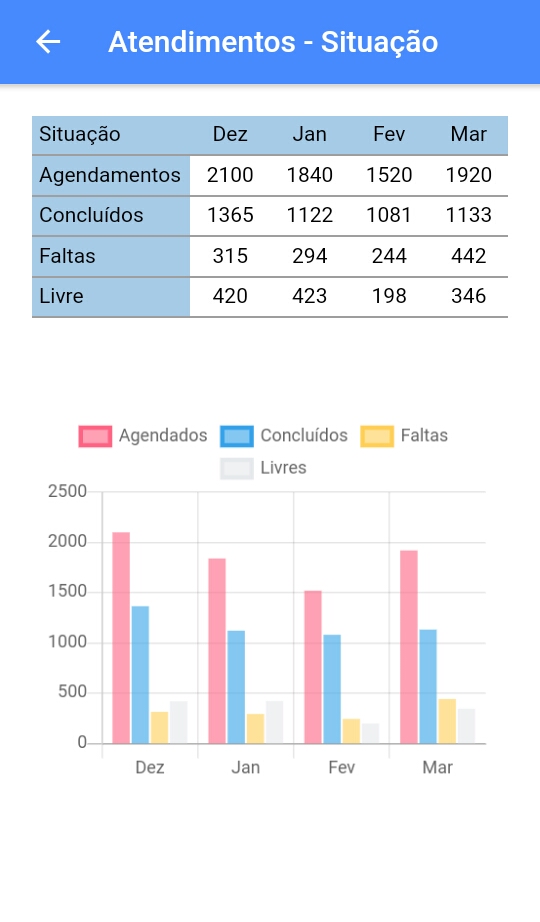 Atendimentos - Situação
Situação Dez Jan Fev Mar
Agendamentos 2100 1840 1520 1920
Concluídos 1365 1122 1081 1133
Faltas 315 294 244 442
Livre 420 423 198 346
Agendados Concluídos Faltas
Livres
2500
2000
1500
1000
500
0
Dez Jan Fev Mar